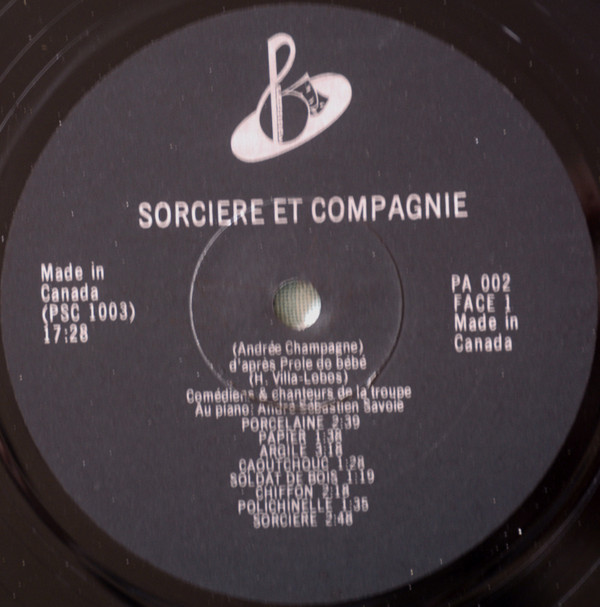 SORCIERE ET COMPAGNIE
Made in
Canada
(PSC 1003)
17:28
PA 002
FACE 1
Made in
Canada
(Andrée Champagne)
d'après Prole do bébé
(H. Villa-Lobos)
Comédiens & chanteurs de la troupe
Au piano: André Sébastien Savoie
PORCELAINE 2:39
PAPIER 1:38
ARGILE 3:18
CAOUTCHOUC 1:28
SOLDAT DE BOIS 1:19
CHIFFON 2:18
POLICHINELLE 1:35
SORCIERE 2:48